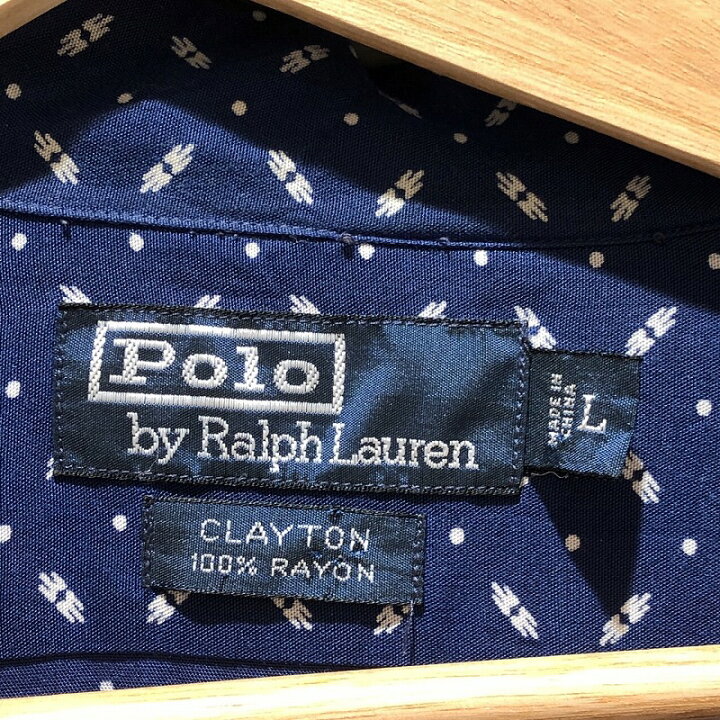 Polo
by Ralph Lauren
MADE IN
CHINA
L
CLAYTON
100% RAYON